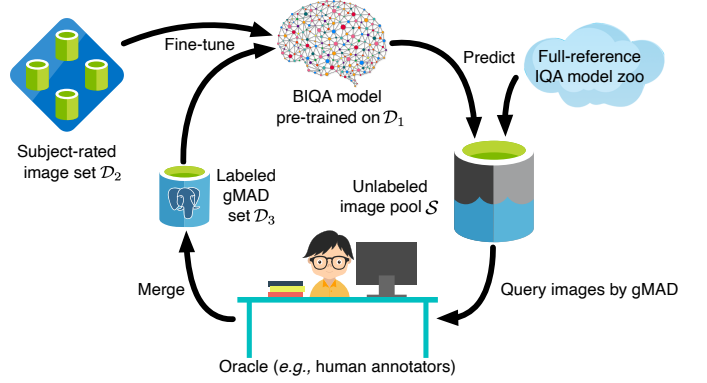 Fine-tune
Predict
Full-reference
IQA model zoo
BIQA model
pre-trained on 𝒟₁
Subject-rated
image set 𝒟₂
Labeled
gMAD
set 𝒟₃
Unlabeled
image pool 𝒮
Merge
Query images by gMAD
Oracle (e.g., human annotators)